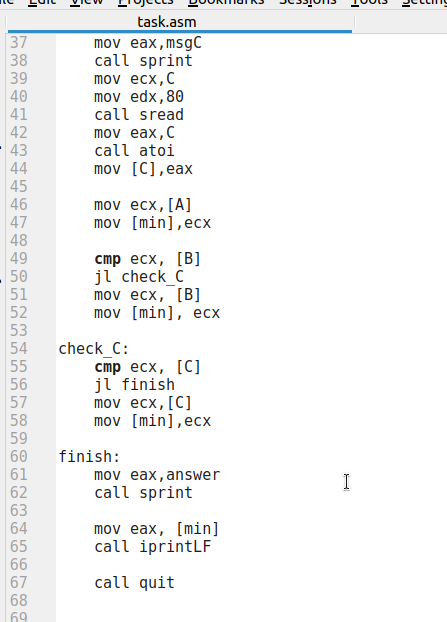 File Edit View Projects Bookmarks Sessions Tools
task.asm
37 mov eax,msgC
38 call sprint
39 mov ecx,C
40 mov edx,80
41 call sread
42 mov eax,C
43 call atoi
44 mov [C],eax
45
46 mov ecx,[A]
47 mov [min],ecx
48
49 cmp ecx, [B]
50 jl check_C
51 mov ecx, [B]
52 mov [min], ecx
53
54 check_C:
55 cmp ecx, [C]
56 jl finish
57 mov ecx,[C]
58 mov [min],ecx
59
60 finish:
61 mov eax,answer
62 call sprint
63
64 mov eax, [min]
65 call iprintLF
66
67 call quit
68
69